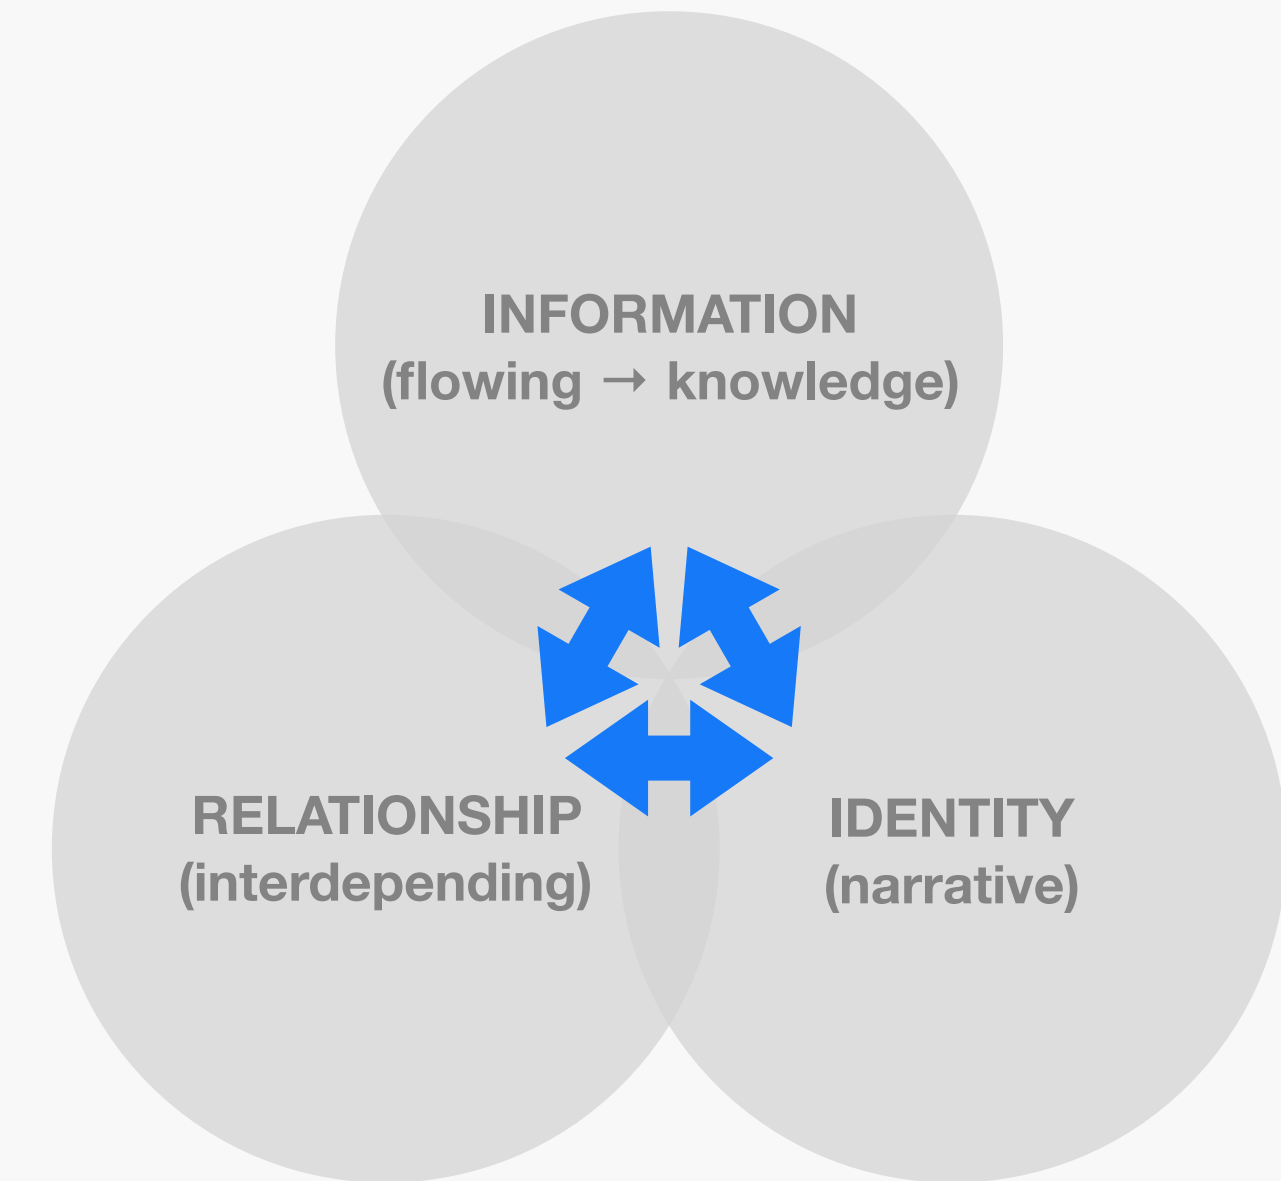 INFORMATION
(flowing → knowledge)
RELATIONSHIP
(interdepending)
IDENTITY
(narrative)